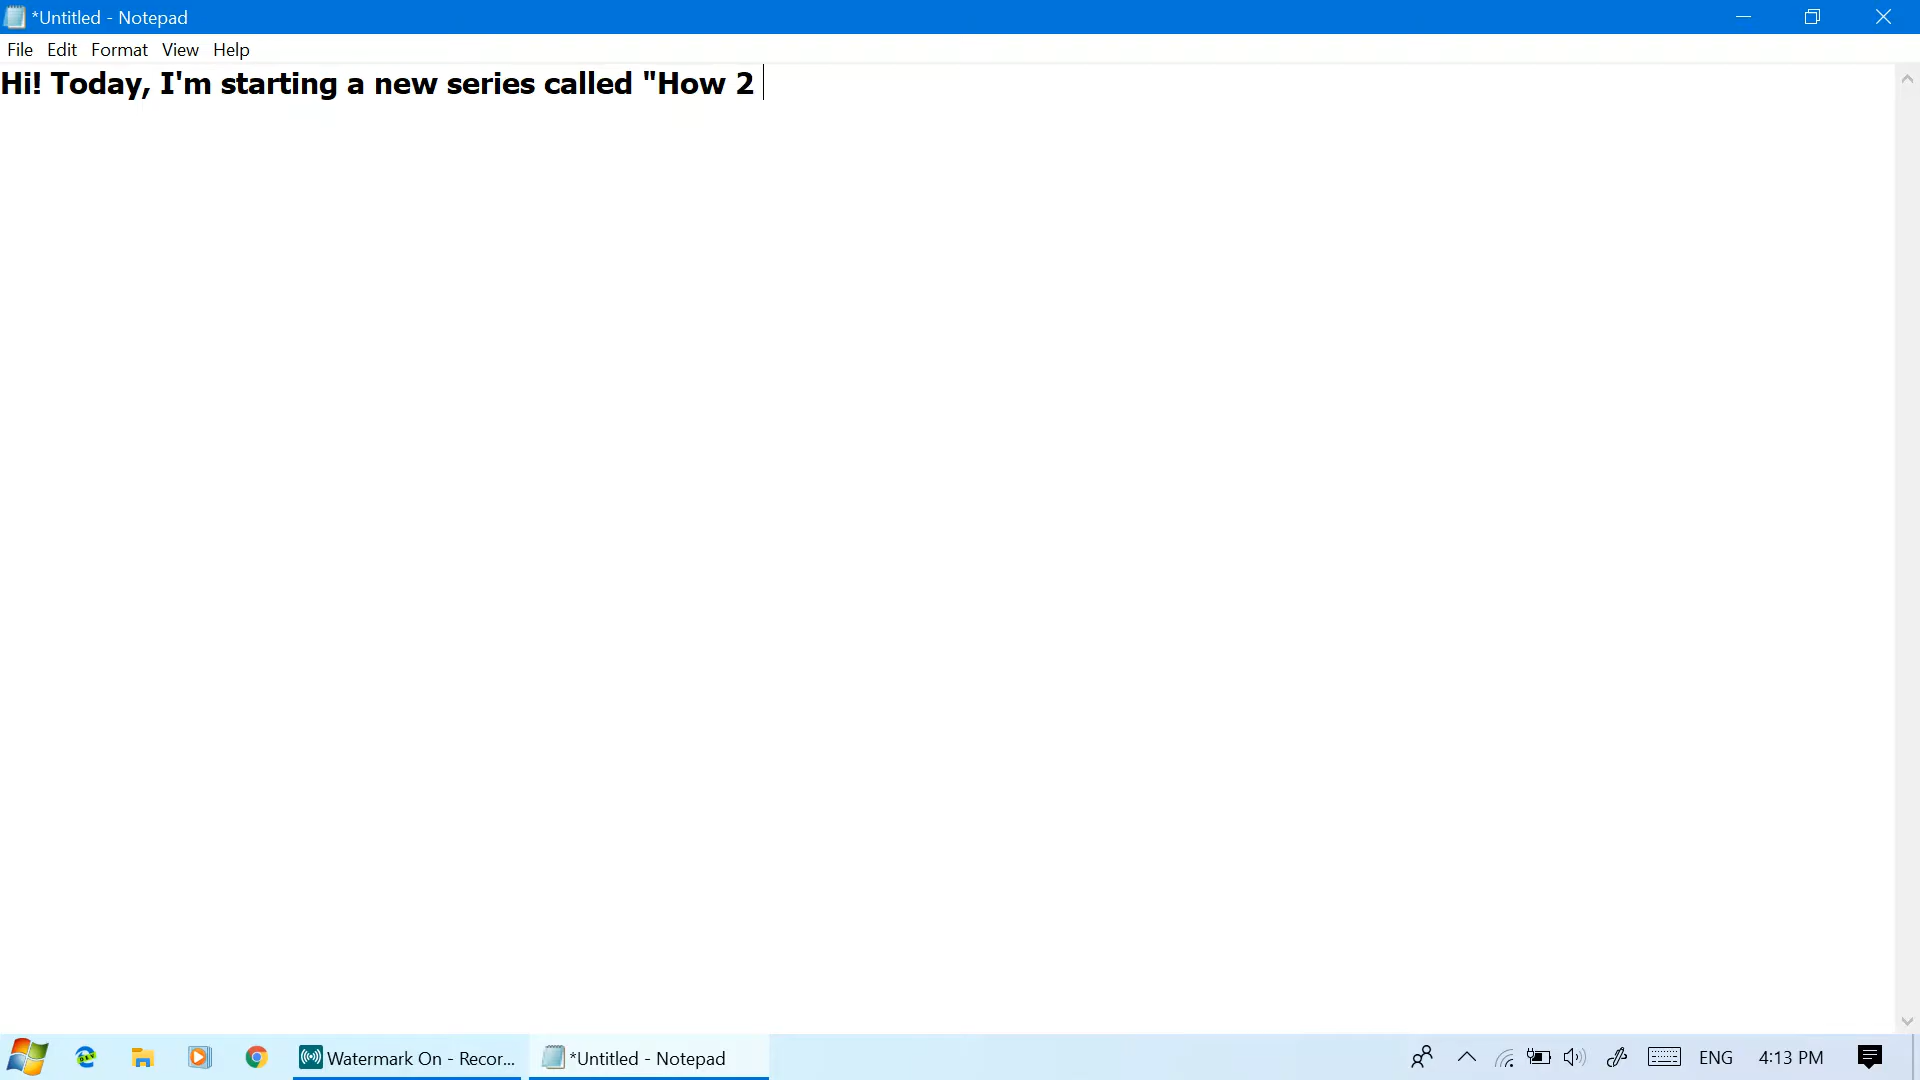 *Untitled - Notepad
File Edit Format View Help
Hi! Today, I'm starting a new series called "How 2
Watermark On - Recor...
*Untitled - Notepad
ENG
4:13 PM